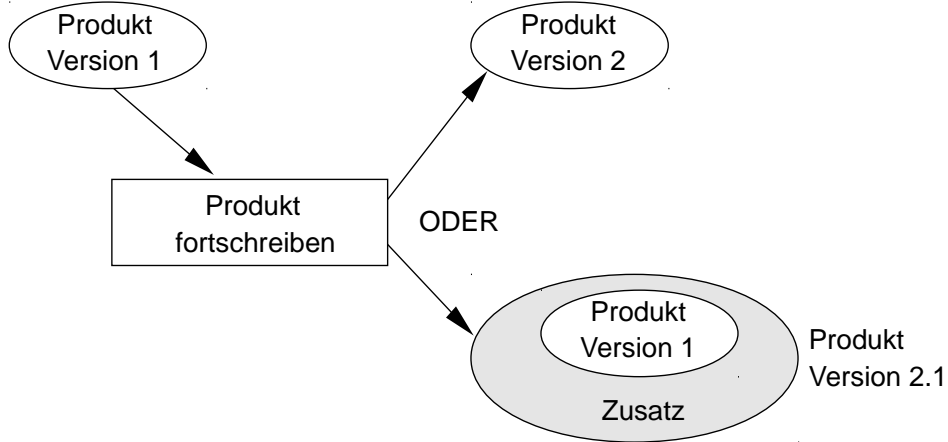 Produkt
Version 1
Produkt
Version 2
Produkt
fortschreiben
ODER
Produkt
Version 1
Zusatz
Produkt
Version 2.1